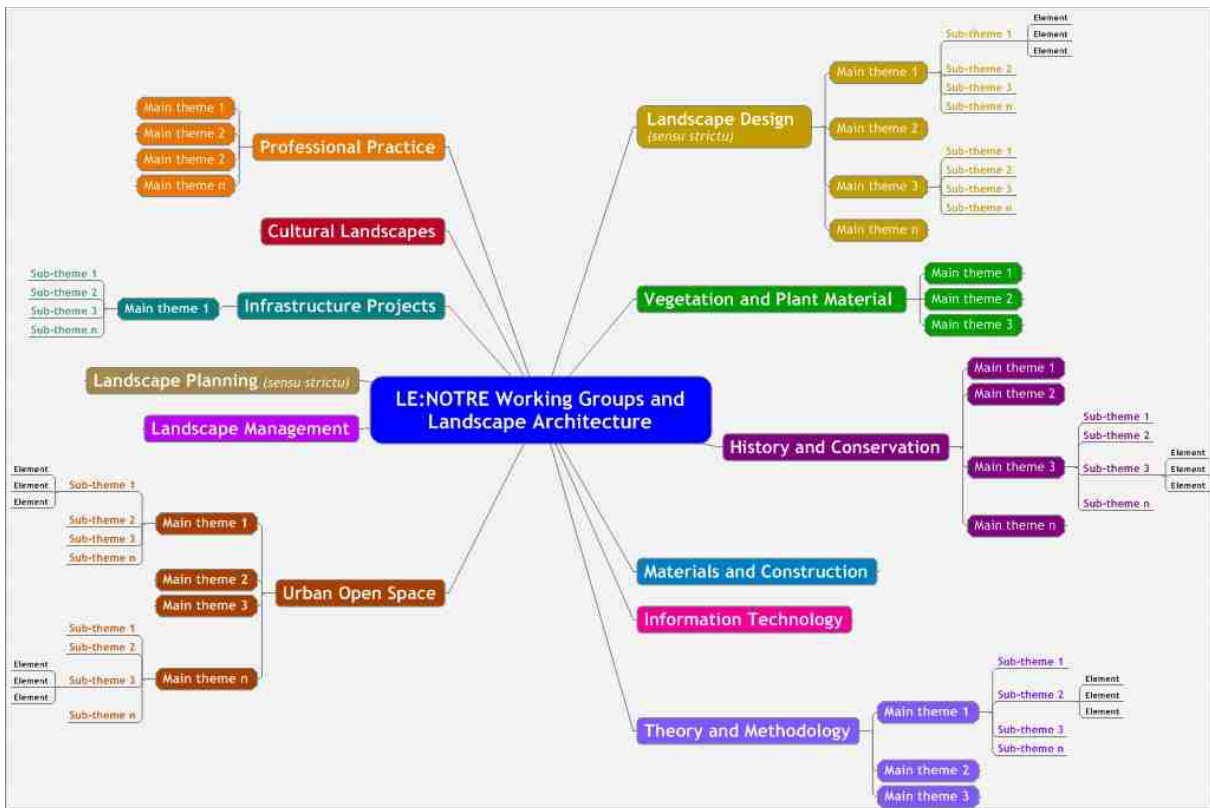 LE:NOTRE Working Groups and
Landscape Architecture
Professional Practice
Main theme 1
Main theme 2
Main theme 2
Main theme n
Cultural Landscapes
Infrastructure Projects
Main theme 1
Sub-theme 1
Sub-theme 2
Sub-theme 3
Sub-theme n
Landscape Planning (sensu strictu)
Landscape Management
Urban Open Space
Main theme 1
Sub-theme 1
Element
Element
Element
Sub-theme 2
Sub-theme 3
Sub-theme n
Main theme 2
Main theme 3
Main theme n
Sub-theme 1
Sub-theme 2
Sub-theme 3
Element
Element
Element
Sub-theme n
Landscape Design
(sensu strictu)
Main theme 1
Sub-theme 1
Element
Element
Element
Sub-theme 2
Sub-theme 3
Sub-theme n
Main theme 2
Main theme 3
Sub-theme 1
Sub-theme 2
Sub-theme 3
Sub-theme n
Main theme n
Vegetation and Plant Material
Main theme 1
Main theme 2
Main theme 3
History and Conservation
Main theme 1
Main theme 2
Main theme 3
Sub-theme 1
Sub-theme 2
Sub-theme 3
Element
Element
Element
Sub-theme n
Main theme n
Materials and Construction
Information Technology
Theory and Methodology
Main theme 1
Sub-theme 1
Sub-theme 2
Element
Element
Element
Sub-theme 3
Sub-theme n
Main theme 2
Main theme 3